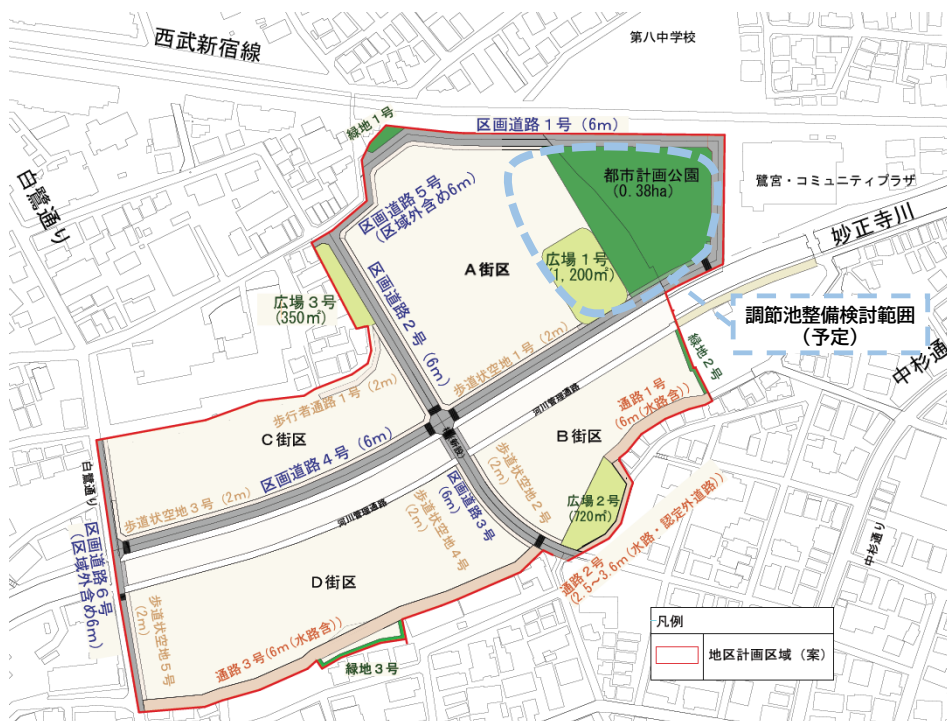 西武新宿線
第八中学校
白鷺通り
緑地1号
区画道路1号(6m)
都市計画公園
(0.38ha)
鷺宮・コミュニティプラザ
妙正寺川
区画道路5号
(区域外含め6m)
A街区
広場1号
(1,200㎡)
広場3号
(350㎡)
区画道路2号(6m)
歩道状空地1号(2m)
調節池整備検討範囲
(予定)
緑地2号
中杉通
歩行者通路1号(2m)
C街区
河川管理通路
B街区
通路1号
(6m(水路含))
白鷺通り
歩道状空地3号(2m)
区画道路4号(6m)
区画道路3号
(6m)
歩道状空地2号
(2m)
広場2号
(720㎡)
河川管理通路
歩道状空地4号
(2m)
通路2号
(2.5~3.6m(水路・認定外道路))
中杉通り
区画道路6号
(区域外含め6m)
D街区
歩道状空地5号
(2m)
通路3号(6m(水路含))
緑地3号
凡例
地区計画区域(案)